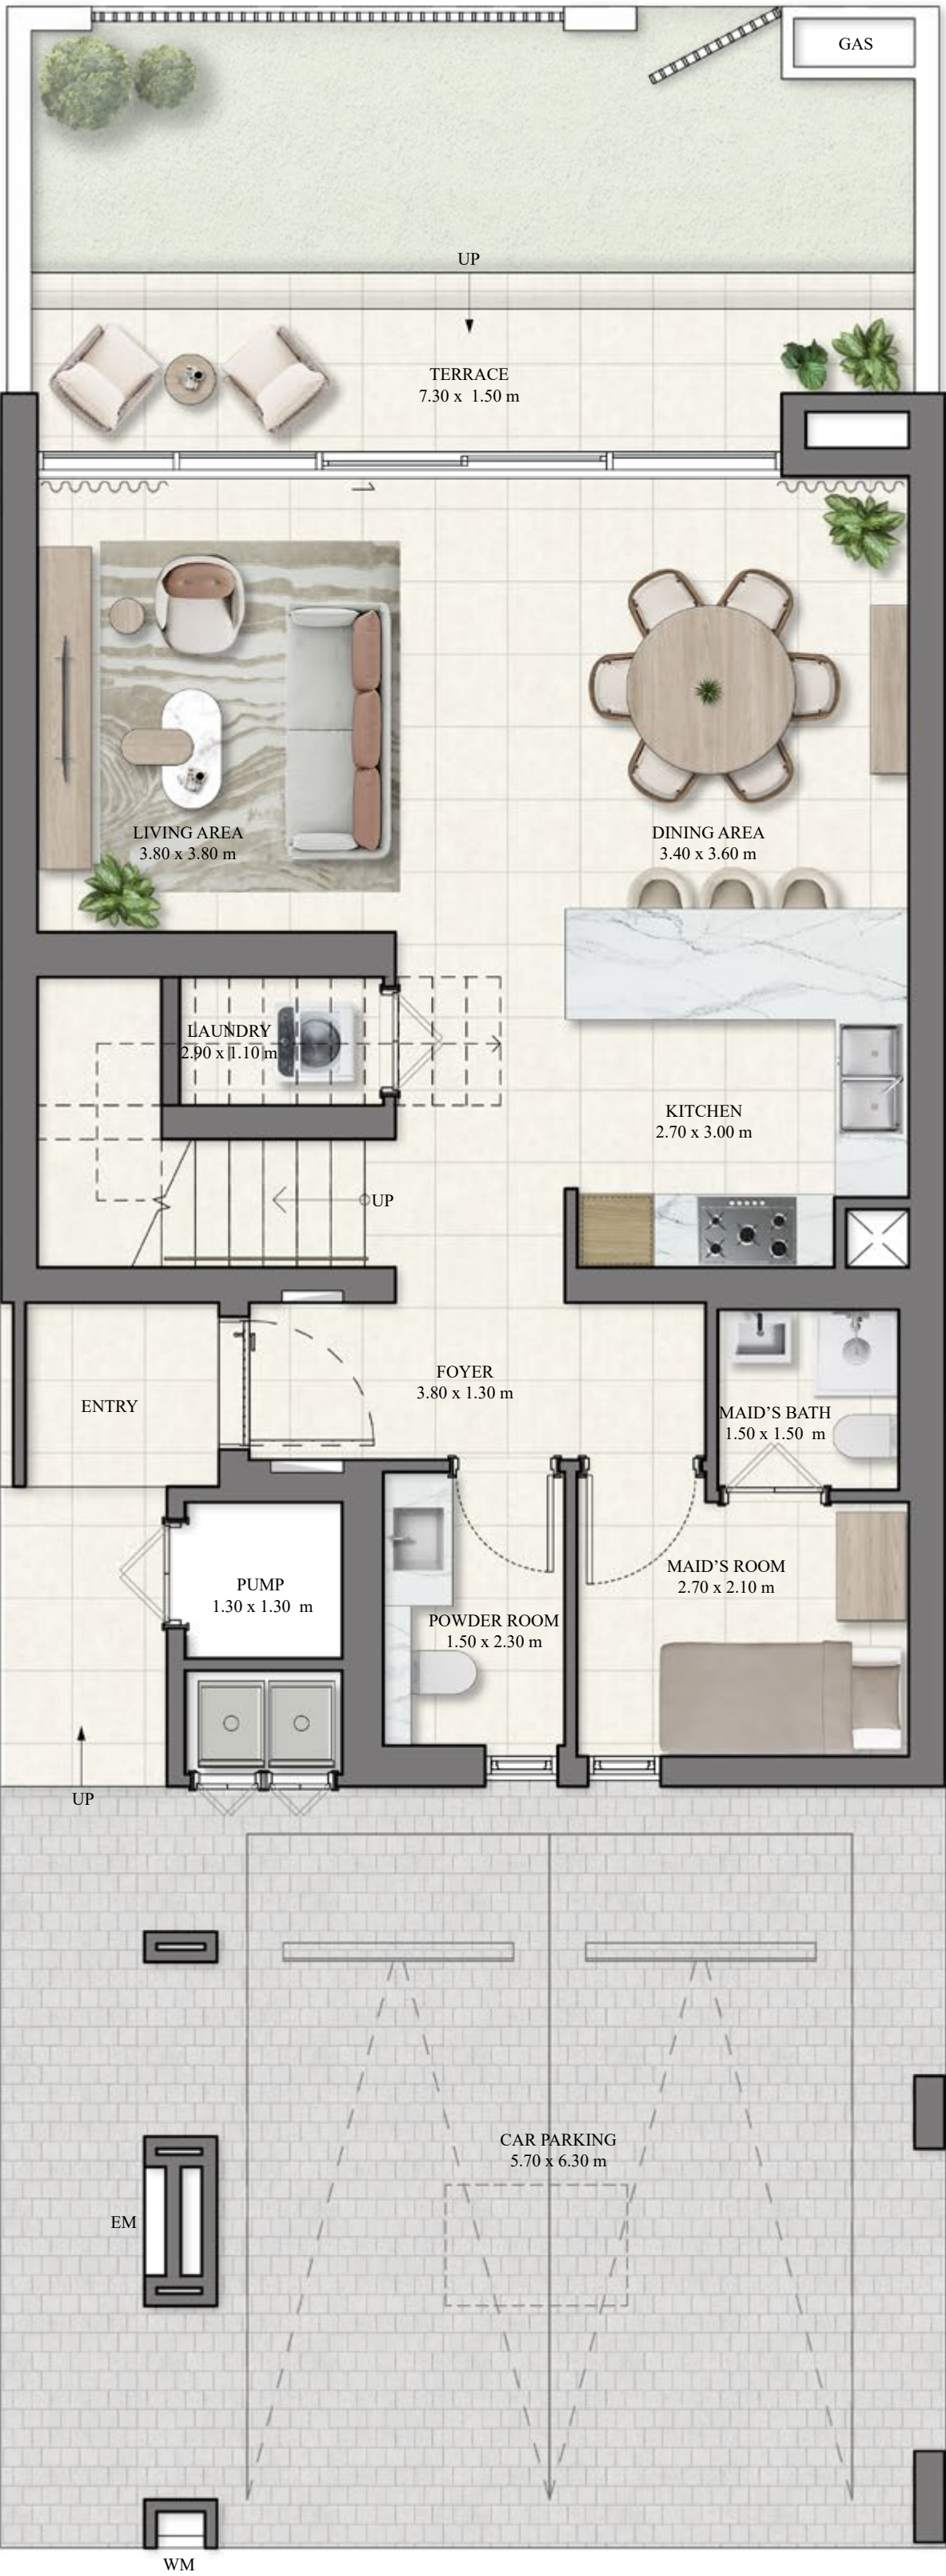 GAS
UP
TERRACE
7.30 x 1.50 m
LIVING AREA
3.80 x 3.80 m
DINING AREA
3.40 x 3.60 m
LAUNDRY
2.90 x 1.10 m
KITCHEN
2.70 x 3.00 m
UP
FOYER
3.80 x 1.30 m
ENTRY
MAID'S BATH
1.50 x 1.50 m
PUMP
1.30 x 1.30 m
MAID'S ROOM
2.70 x 2.10 m
POWDER ROOM
1.50 x 2.30 m
UP
CAR PARKING
5.70 x 6.30 m
EM
WM